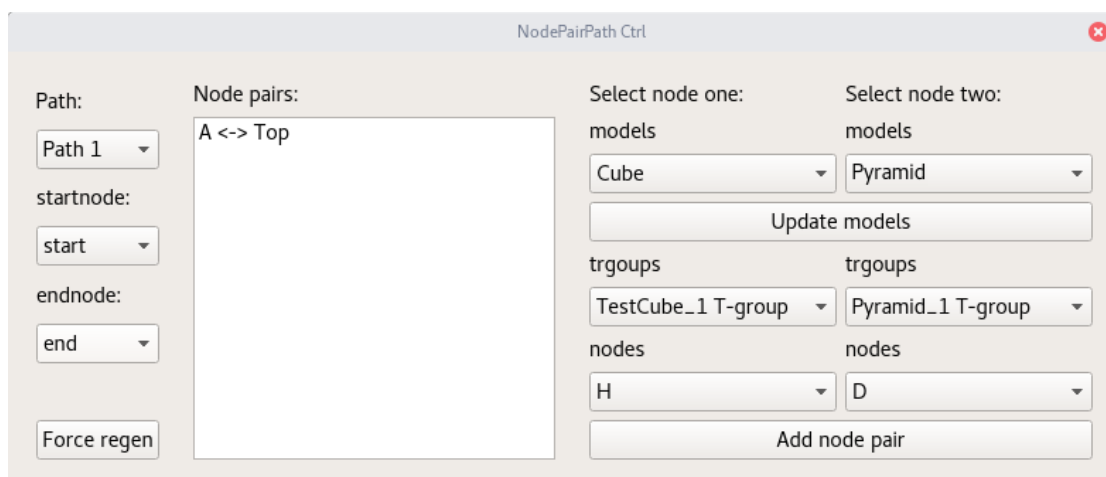 NodePairPath Ctrl
Path:
Path 1
startnode:
start
endnode:
end
Force regen
Node pairs:
A <-> Top
Select node one: Select node two:
models models
Cube Pyramid
Update models
trgoups trgoups
TestCube_1 T-group Pyramid_1 T-group
nodes nodes
H D
Add node pair